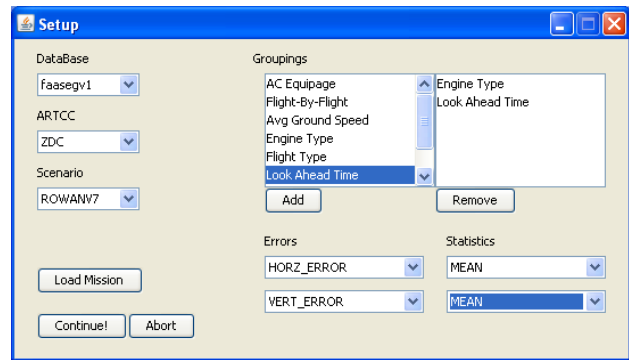 Setup
DataBase
faasegv1
ARTCC
ZDC
Scenario
ROWANV7
Load Mission
Continue! Abort
Groupings
AC Equipage
Flight-By-Flight
Avg Ground Speed
Engine Type
Flight Type
Look Ahead Time
Add
Engine Type
Look Ahead Time
Remove
Errors
HORZ_ERROR
VERT_ERROR
Statistics
MEAN
MEAN